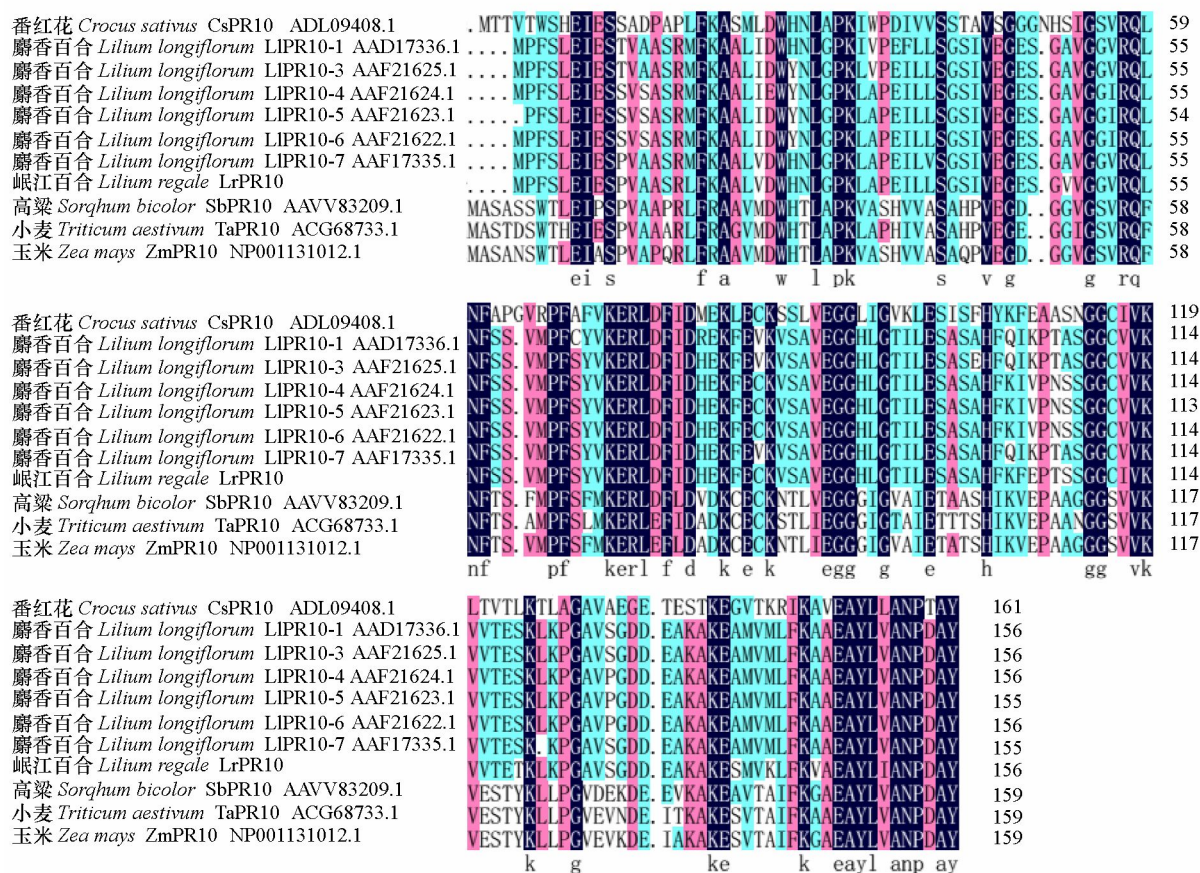 番红花 Crocus sativus CsPR10 ADL09408.1 .MTTVTWSHEIESSADPAPLFKASMLDWHNLAPKIWPDIVVSSTAVSGGGNHSIGSVRQL 59
麝香百合 Lilium longiflorum LlPR10-1 AAD17336.1 ....MPFSLEIESTVAASRMFKAALIDWHNLGPKIVPEFLLSGSIVEGES.GAVGGVRQL 55
麝香百合 Lilium longiflorum LlPR10-3 AAF21625.1 ....MPFSLEIESTVAASRMFKAALIDWYNLGPKLVPEILLSGSIVEGES.GAVGGVRQL 55
麝香百合 Lilium longiflorum LlPR10-4 AAF21624.1 ....MPFSLEIESSVSASRMFKAALIEWHNLGPKLAPEILLSGSIVEGES.GAVGGIRQL 55
麝香百合 Lilium longiflorum LlPR10-5 AAF21623.1 .....PFSLEIESSVSASRMFKAALIDWYNLGPKLAPEILLSGSIVEGES.GAVGGIRQL 54
麝香百合 Lilium longiflorum LlPR10-6 AAF21622.1 ....MPFSLEIESSVSASRMFKAALIDWYNLGPKLAPEILLSGSIVEGES.GAVGGIRQL 55
麝香百合 Lilium longiflorum LlPR10-7 AAF17335.1 ....MPFSLEIESPVAASRMFKAALVDWHNLGPKLAPEILLSGSIVEGES.GAVGGVRQL 55
岷江百合 Lilium regale LrPR10 ....MPFSLEIESPVAASRLFKAALVDWHNLGPKLAPEILLSGSIVEGES.GVVGGVRQL 55
高粱 Sorqhum bicolor SbPR10 AAVV83209.1 MASASSWTLEIPSPVAAPRLFRAAVMDWHTLAPKVASHVVASAHPVEGD..GGVGSVRQF 58
小麦 Triticum aestivum TaPR10 ACG68733.1 MASTDSWTHEIESPVAAARLFRAGVMDWHTLAPKLAPHIVASAHPVEGE..GGIGSVRQF 58
玉米 Zea mays ZmPR10 NP001131012.1 MASANSWTLEIASPVAPQRLFRAAVMDWHTLAPKVASHVVASAQPVEGD..GGVGSVRQF 58
ei s f a w l pk s v g g rq
番红花 Crocus sativus CsPR10 ADL09408.1 NFAPGVRPFAFVKERLDFIDMEKLECKSSLVEGGLIGVKLESISFHYKFEAASNGGCIVK 119
麝香百合 Lilium longiflorum LlPR10-1 AAD17336.1 NFSS.VMPFCYVKERLDFIDREKFEVKVSAVEGGHLGTILESASAHFQIKPTASGGCIVK 114
麝香百合 Lilium longiflorum LlPR10-3 AAF21625.1 NFSS.VMPFSYVKERLDFIDHEKFEVKVSAVEGGHLGTILESASEHFQIKPTASGGCVVK 114
麝香百合 Lilium longiflorum LlPR10-4 AAF21624.1 NFSS.VMPFSYVKERLDFIDHEKFECKVSAVEGGHLGTILESASAHFKIVPNSSGGCVVK 114
麝香百合 Lilium longiflorum LlPR10-5 AAF21623.1 NFSS.VMPFSYVKERLDFIDHEKFECKVSAVEGGHLGTILESASAHFKIVPNSSGGCVVK 113
麝香百合 Lilium longiflorum LlPR10-6 AAF21622.1 NFSS.VMPFSYVKERLDFIDHEKFECKVSAVEGGHLGTILESASAHFKIVPNSSGGCVVK 114
麝香百合 Lilium longiflorum LlPR10-7 AAF17335.1 NFSS.VMPFSYVKERLDFIDHEKFEVKVSAVEGGHLGTILESASAHFQIKPTASGGCVVK 114
岷江百合 Lilium regale LrPR10 NFSS.VMPFSYVKERLDFIDHEKFECKVSAVEGGHLGTILESASAHFKFEPTSSGGCVVK 114
高粱 Sorqhum bicolor SbPR10 AAVV83209.1 NFTS.FMPFSFMKERLDFLDVDKCECKNTLVEGGGIGVAIETAASHIKVEPAAGGGSVVK 117
小麦 Triticum aestivum TaPR10 ACG68733.1 NFTS.AMPFSLMKERLEFIDADKCECKSTLIEGGGIGTAIETTTSHIKVEPAANGGSVVK 117
玉米 Zea mays ZmPR10 NP001131012.1 NFTS.VMPFSFMKERLEFLDADKCECKNTLIEGGGIGVAIETATSHIKVEPAAGGGSVVK 117
nf pf kerl f d k e k egg g e h gg vk
番红花 Crocus sativus CsPR10 ADL09408.1 LTVTLKTLAGAVAEGE.TESTKEGVTKRIKAVEAYLLANPTAY 161
麝香百合 Lilium longiflorum LlPR10-1 AAD17336.1 VVTESKLKPGAVSGDD.EAKAKEAMVMLFKAAEAYLVANPDAY 156
麝香百合 Lilium longiflorum LlPR10-3 AAF21625.1 VVTESKLKPGAVSGDD.EAKAKEAMVMLFKAAEAYLVANPDAY 156
麝香百合 Lilium longiflorum LlPR10-4 AAF21624.1 VVTESKLKPGAVPGDD.EAKAKEAMVMLFKAAEAYLVANPDAY 156
麝香百合 Lilium longiflorum LlPR10-5 AAF21623.1 VVTESKLKPGAVPGDD.EAKAKEAMVMLFKAAEAYLVANPDAY 155
麝香百合 Lilium longiflorum LlPR10-6 AAF21622.1 VVTESKLKPGAVPGDD.EAKAKEAMVMLFKAAEAYLVANPDAY 156
麝香百合 Lilium longiflorum LlPR10-7 AAF17335.1 VVTESK.KPGAVSGDD.EAKAKEAMVMLFKAAEAYLVANPDAY 155
岷江百合 Lilium regale LrPR10 VVTETKLKPGAVSGDD.EAKAKESMVKLFKVAEAYLIANPDAY 156
高粱 Sorqhum bicolor SbPR10 AAVV83209.1 VESTYKLLPGVDEKDE.EVKAKEAVTAIFKGAEAYLVANPDAY 159
小麦 Triticum aestivum TaPR10 ACG68733.1 VESTYKLLPGVEVNDE.ITKAKESVTAIFKAAEAYLVANPDAY 159
玉米 Zea mays ZmPR10 NP001131012.1 VESTYKLLPGVEVKDE.IAKAKESVTAIFKGAEAYLVANPDAY 159
k g ke k eayl anp ay